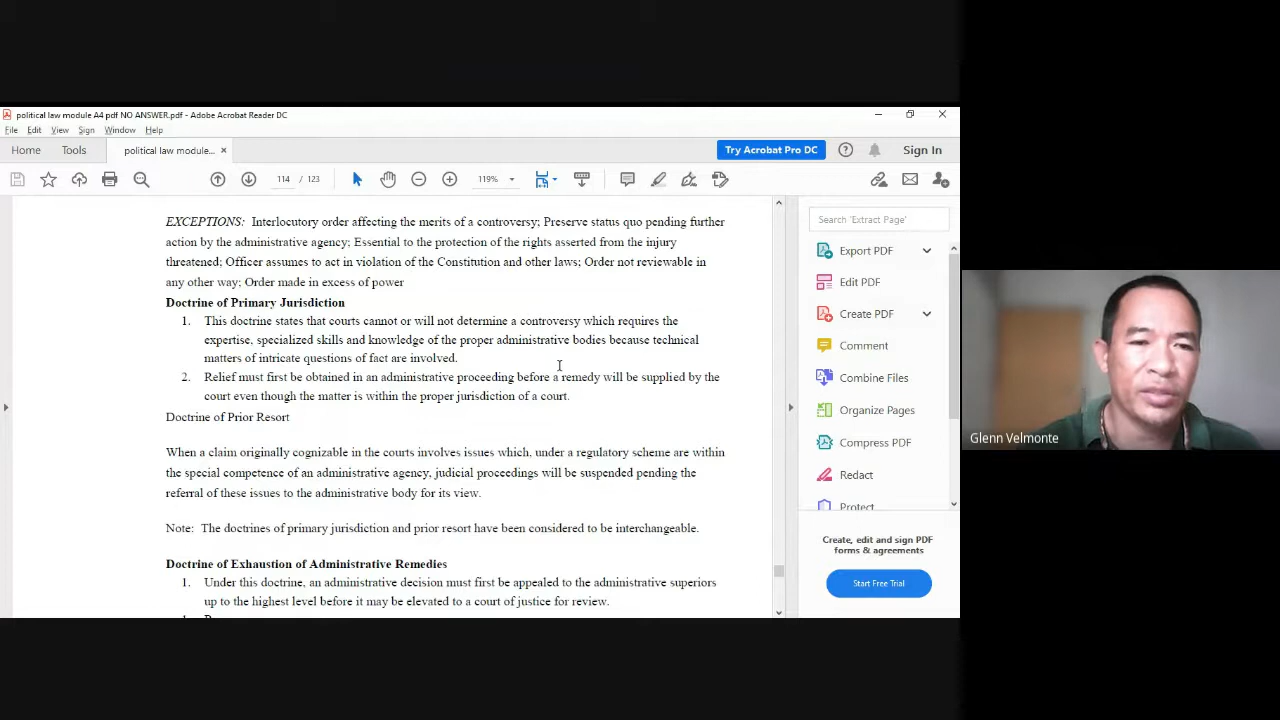 political law module A4 pdf NO ANSWER.pdf - Adobe Acrobat Reader DC
File Edit View Sign Window Help
Home Tools political law module... × Try Acrobat Pro DC Sign In
114 / 123 119%
EXCEPTIONS: Interlocutory order affecting the merits of a controversy; Preserve status quo pending further
action by the administrative agency; Essential to the protection of the rights asserted from the injury
threatened; Officer assumes to act in violation of the Constitution and other laws; Order not reviewable in
any other way; Order made in excess of power
Doctrine of Primary Jurisdiction
1. This doctrine states that courts cannot or will not determine a controversy which requires the
expertise, specialized skills and knowledge of the proper administrative bodies because technical
matters of intricate questions of fact are involved.
2. Relief must first be obtained in an administrative proceeding before a remedy will be supplied by the
court even though the matter is within the proper jurisdiction of a court.
Doctrine of Prior Resort
When a claim originally cognizable in the courts involves issues which, under a regulatory scheme are within
the special competence of an administrative agency, judicial proceedings will be suspended pending the
referral of these issues to the administrative body for its view.
Note: The doctrines of primary jurisdiction and prior resort have been considered to be interchangeable.
Doctrine of Exhaustion of Administrative Remedies
1. Under this doctrine, an administrative decision must first be appealed to the administrative superiors
up to the highest level before it may be elevated to a court of justice for review.
Search 'Extract Page'
Export PDF
Edit PDF
Create PDF
Comment
Combine Files
Organize Pages
Compress PDF
Redact
Protect
Create, edit and sign PDF
forms & agreements
Start Free Trial
Glenn Velmonte